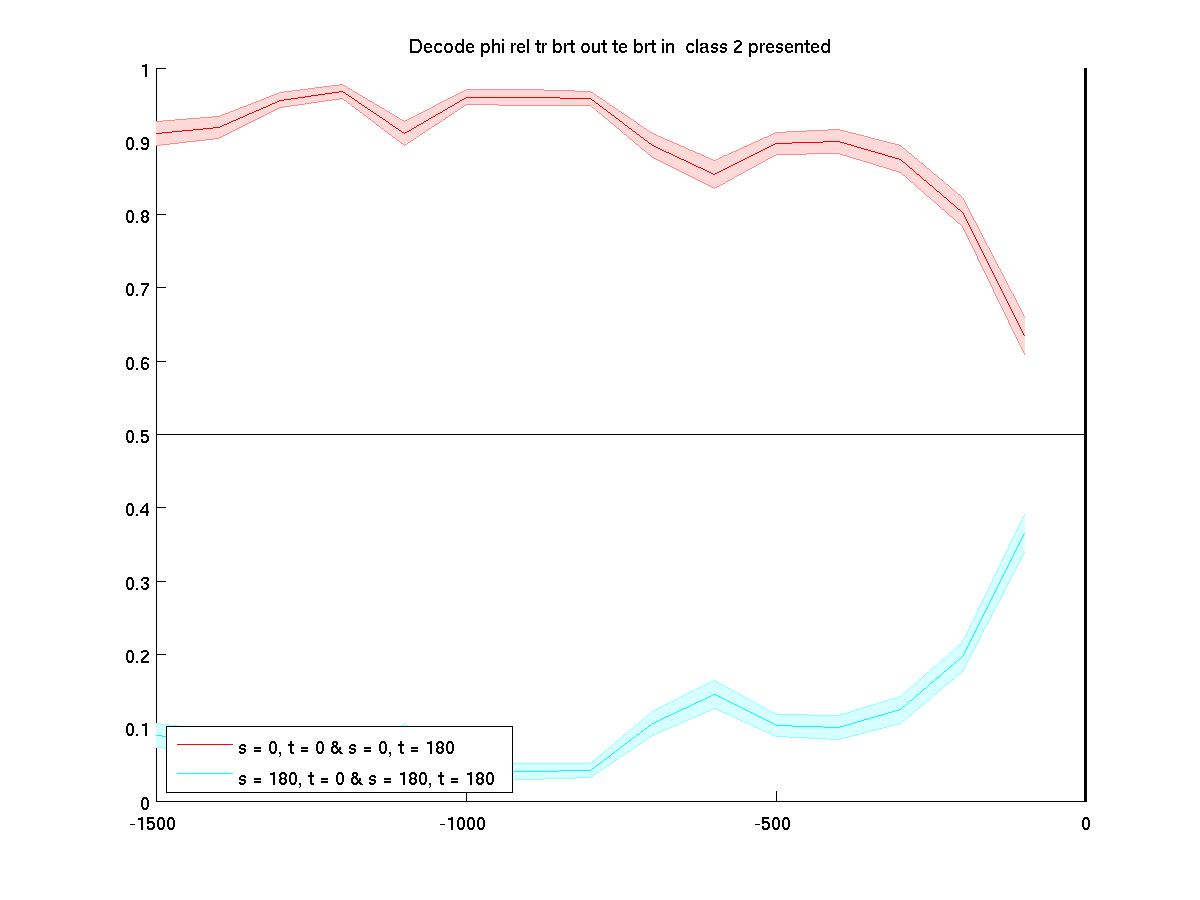 Decode phi rel tr brt out te brt in  class 2 presented
1
0.9
0.8
0.7
0.6
0.5
0.4
0.3
0.2
0.1
0
s = 0, t = 0 & s = 0, t = 180
s = 180, t = 0 & s = 180, t = 180
-1500 -1000 -500 0